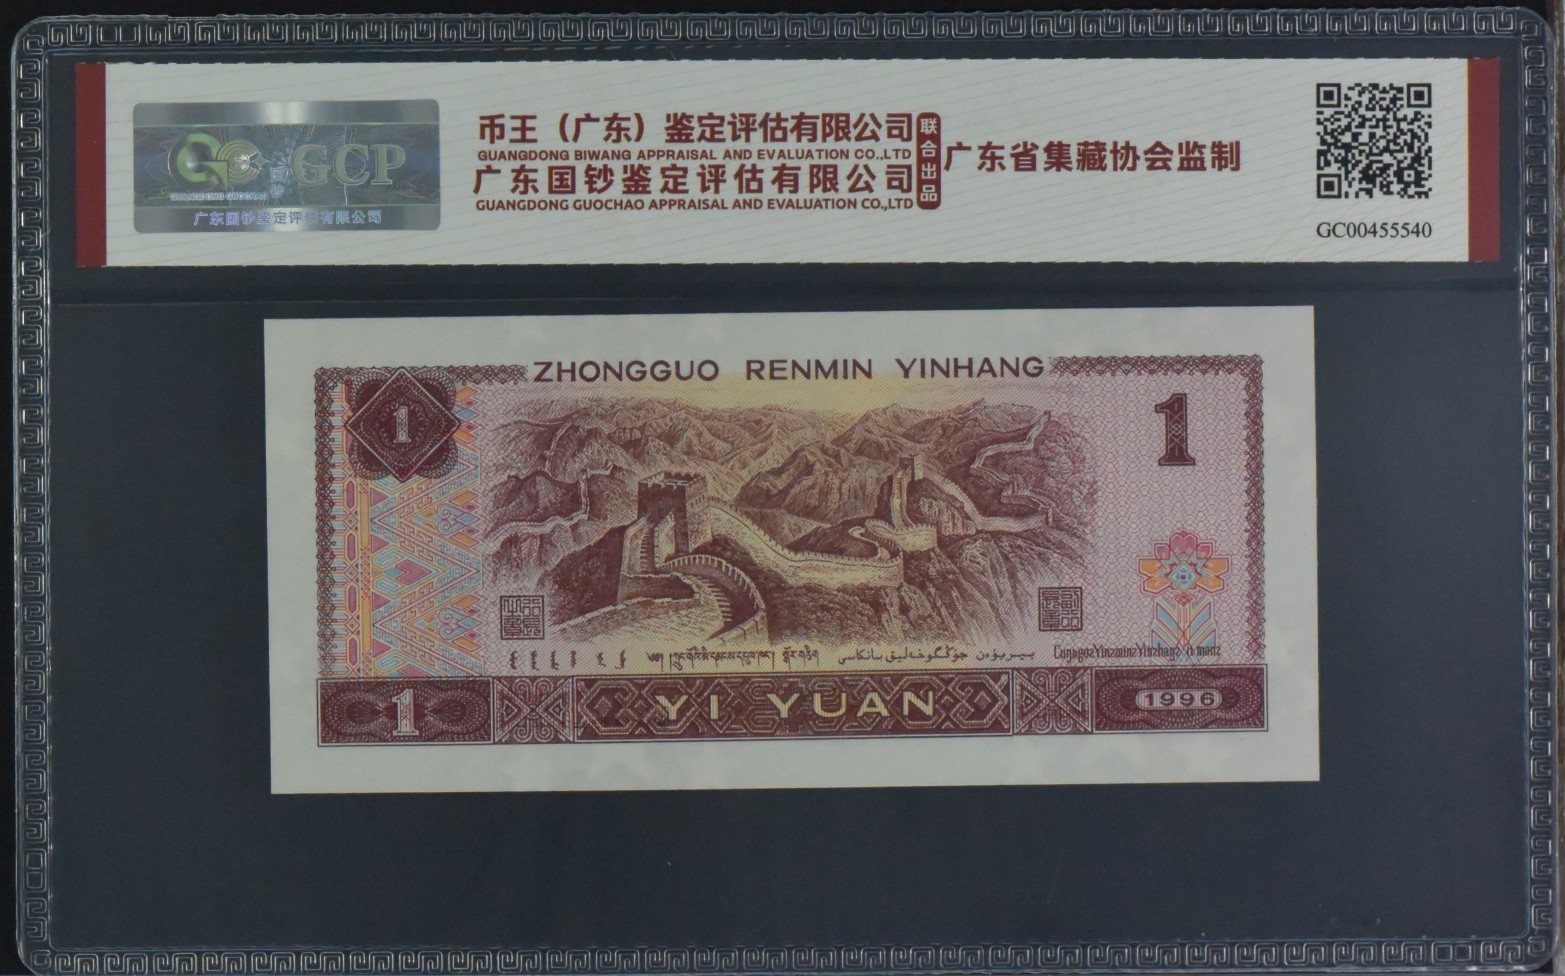 GCP
广东国钞鉴定评估有限公司
币王（广东）鉴定评估有限公司
GUANGDONG BIWANG APPRAISAL AND EVALUATION CO.,LTD
广东国钞鉴定评估有限公司
GUANGDONG GUOCHAO APPRAISAL AND EVALUATION CO.,LTD
联合出品
广东省集藏协会监制
GC00455540
ZHONGGUO RENMIN YINHANG
1
1
1
YI YUAN
1996